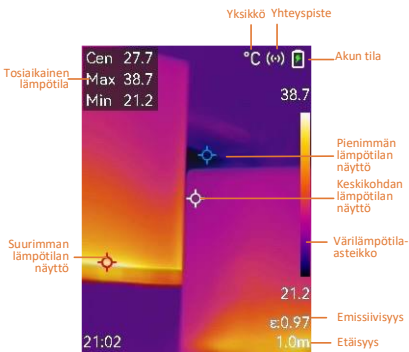 Yksikkö Yhteyspiste
Akun tila
°C
Cen 27.7
Max 38.7
Min 21.2
Tosiaikainen
lämpötila
38.7
Pienimmän
lämpötilan
näyttö
Keskikohdan
lämpötilan
näyttö
Suurimman
lämpötilan
näyttö
Värilämpötila-
asteikko
21.2
ε:0.97
Emissiivisyys
21:02
1.0m
Etäisyys